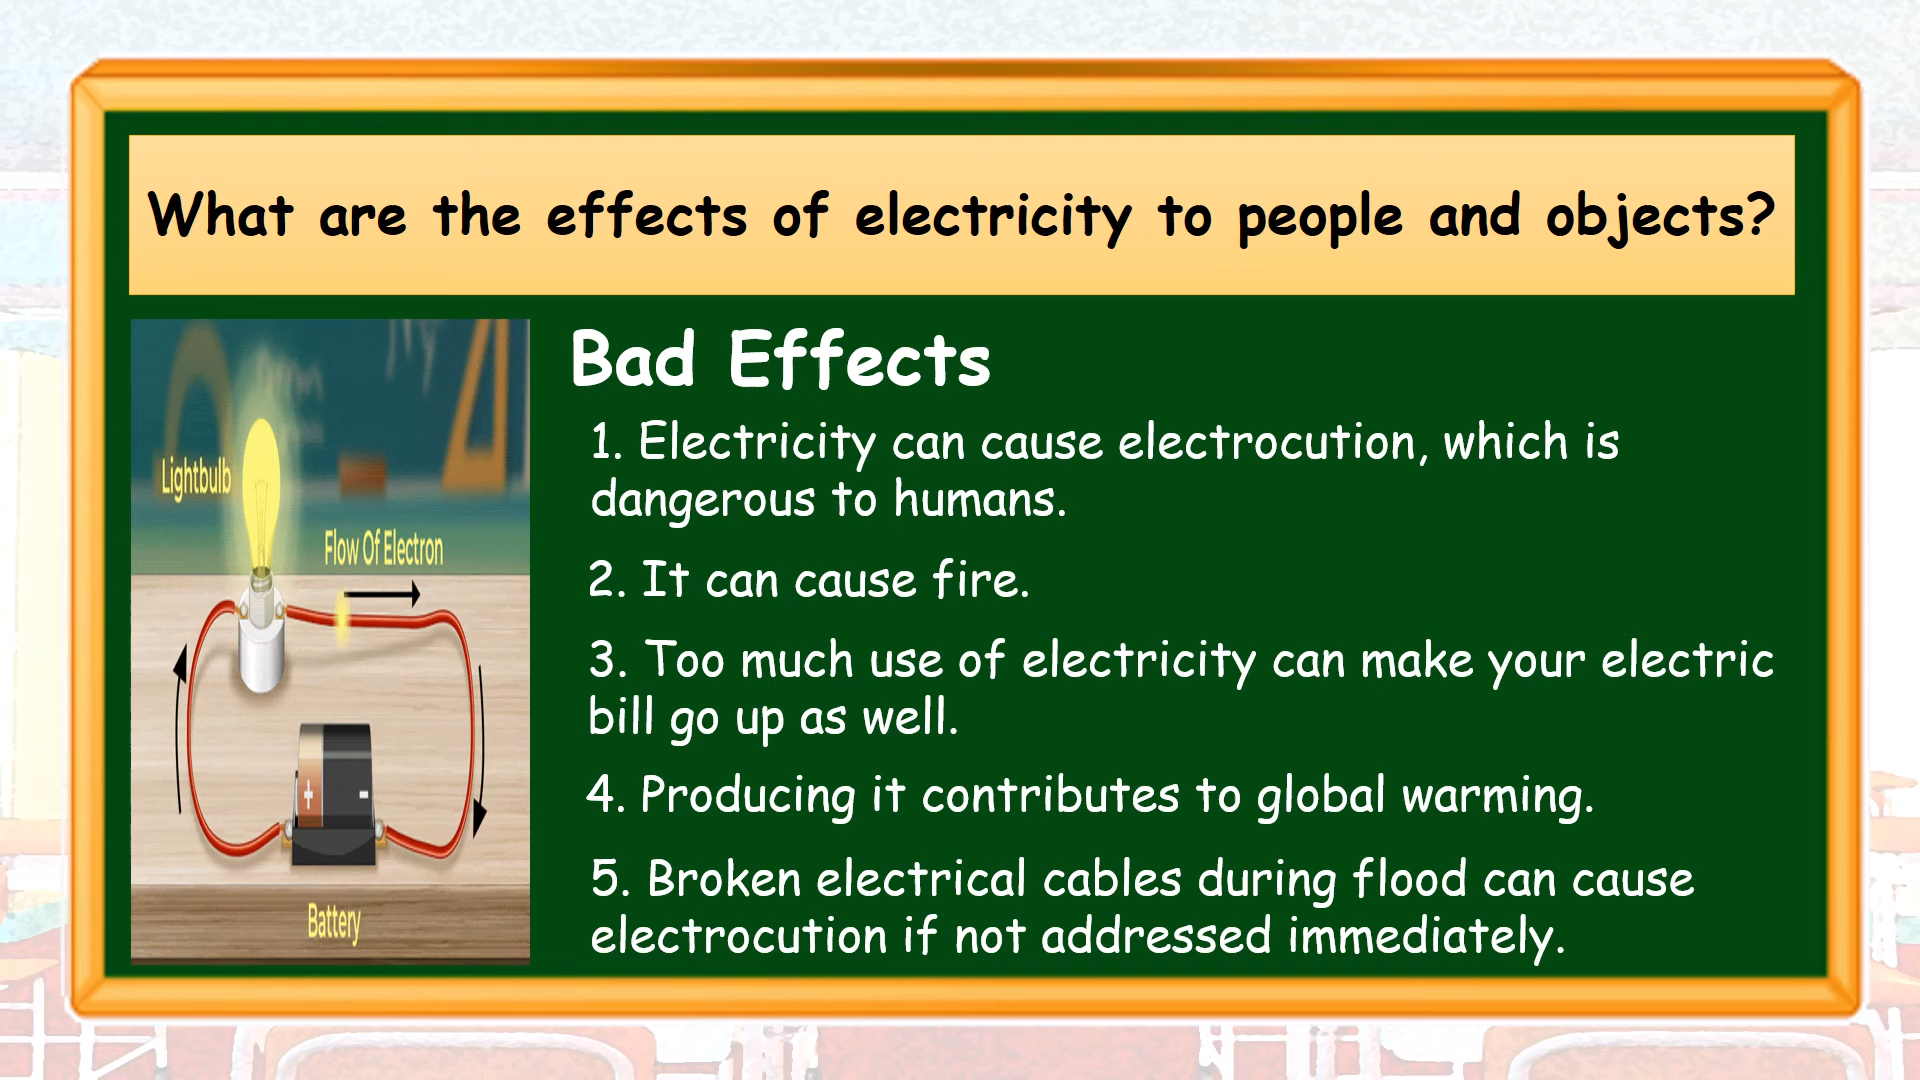 What are the effects of electricity to people and objects?
Lightbulb
Flow Of Electron
+
-
Battery
Bad Effects
1. Electricity can cause electrocution, which is
dangerous to humans.
2. It can cause fire.
3. Too much use of electricity can make your electric
bill go up as well.
4. Producing it contributes to global warming.
5. Broken electrical cables during flood can cause
electrocution if not addressed immediately.